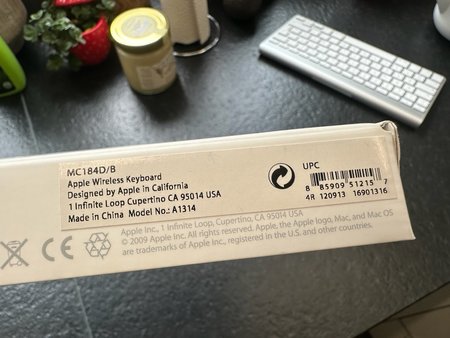 MC184D/B
Apple Wireless Keyboard
Designed by Apple in California
1 Infinite Loop Cupertino CA 95014 USA
Made in China Model No.: A1314
UPC
8 85909 51215 7
4R 120913 16901316
Apple Inc., 1 Infinite Loop, Cupertino, CA 95014 USA
© 2009 Apple Inc. All rights reserved. Apple, the Apple logo, Mac, and Mac OS
are trademarks of Apple Inc., registered in the U.S. and other countries.
CE